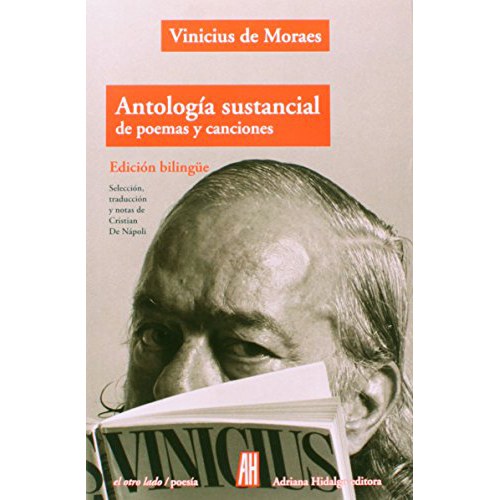 Vinicius de Moraes
Antología sustancial
de poemas y canciones
Edición bilingüe
Selección,
traducción
y notas de
Cristian
De Nápoli
S VINICIUS
el otro lado / poesía
AH
Adriana Hidalgo editora